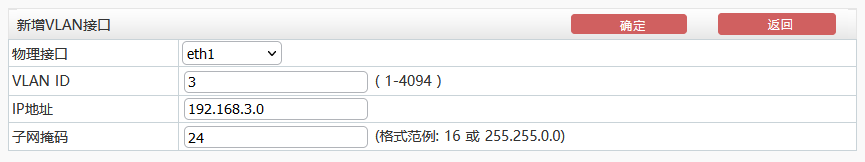 新增VLAN接口 确定 返回
物理接口 eth1
VLAN ID 3 ( 1-4094 )
IP地址 192.168.3.0
子网掩码 24 (格式范例: 16 或 255.255.0.0)